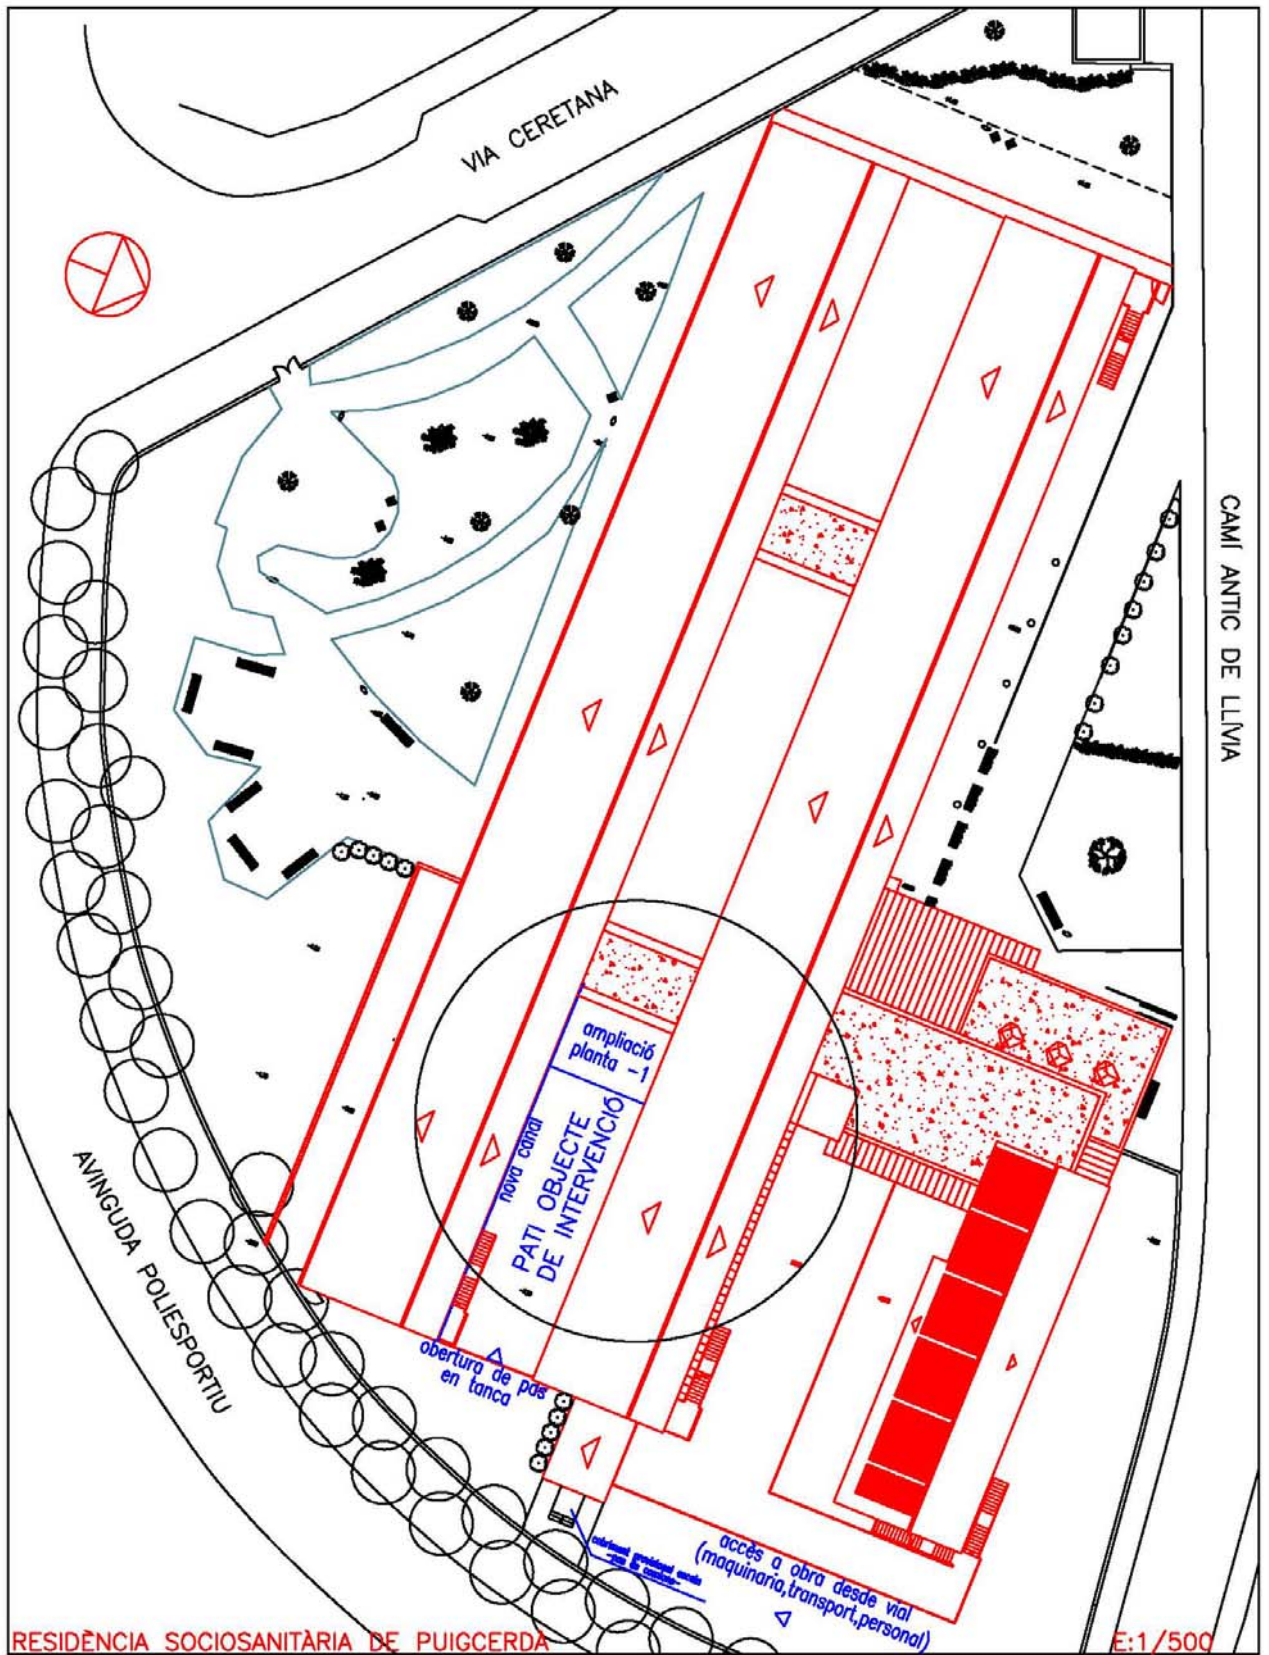 VIA CERETANA
CAMÍ ANTIC DE LLÍVIA
ampliació
planta -1
nova canal
PATI OBJECTE
DE INTERVENCIÓ
AVINGUDA POLIESPORTIU
obertura de pas
en tanca
accès a obra desde vial
(maquinaria,transport,personal)
RESIDÈNCIA SOCIOSANITÀRIA DE PUIGCERDÀ
E:1/500